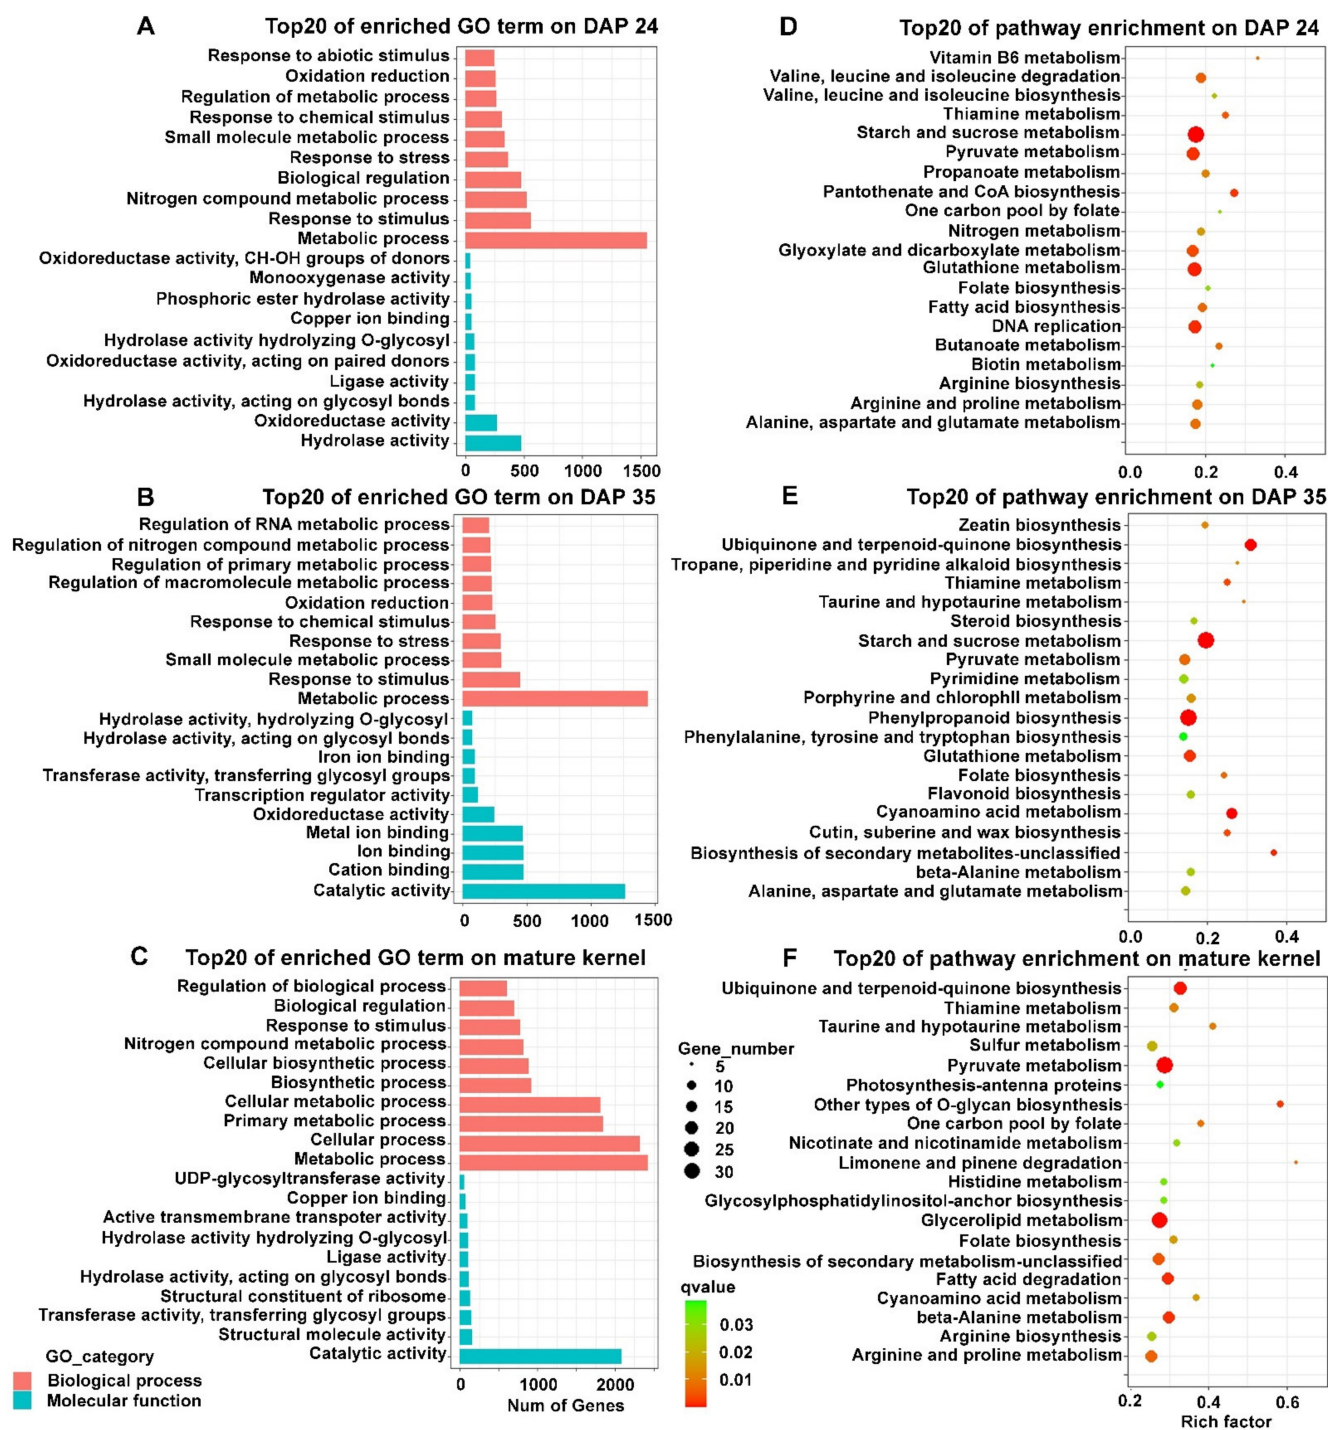 A
Top20 of enriched GO term on DAP 24
Response to abiotic stimulus
Oxidation reduction
Regulation of metabolic process
Response to chemical stimulus
Small molecule metabolic process
Response to stress
Biological regulation
Nitrogen compound metabolic process
Response to stimulus
Metabolic process
Oxidoreductase activity, CH-OH groups of donors
Monooxygenase activity
Phosphoric ester hydrolase activity
Copper ion binding
Hydrolase activity hydrolyzing O-glycosyl
Oxidoreductase activity, acting on paired donors
Ligase activity
Hydrolase activity, acting on glycosyl bonds
Oxidoreductase activity
Hydrolase activity
0 500 1000 1500
B
Top20 of enriched GO term on DAP 35
Regulation of RNA metabolic process
Regulation of nitrogen compound metabolic process
Regulation of primary metabolic process
Regulation of macromolecule metabolic process
Oxidation reduction
Response to chemical stimulus
Response to stress
Small molecule metabolic process
Response to stimulus
Metabolic process
Hydrolase activity, hydrolyzing O-glycosyl
Hydrolase activity, acting on glycosyl bonds
Iron ion binding
Transferase activity, transferring glycosyl groups
Transcription regulator activity
Oxidoreductase activity
Metal ion binding
Ion binding
Cation binding
Catalytic activity
0 500 1000 1500
C
Top20 of enriched GO term on mature kernel
Regulation of biological process
Biological regulation
Response to stimulus
Nitrogen compound metabolic process
Cellular biosynthetic process
Biosynthetic process
Cellular metabolic process
Primary metabolic process
Cellular process
Metabolic process
UDP-glycosyltransferase activity
Copper ion binding
Active transmembrane transpoter activity
Hydrolase activity hydrolyzing O-glycosyl
Ligase activity
Hydrolase activity, acting on glycosyl bonds
Structural constituent of ribosome
Transferase activity, transferring glycosyl groups
Structural molecule activity
Catalytic activity
0 1000 2000
Num of Genes
GO_category
Biological process
Molecular function
D
Top20 of pathway enrichment on DAP 24
Vitamin B6 metabolism
Valine, leucine and isoleucine degradation
Valine, leucine and isoleucine biosynthesis
Thiamine metabolism
Starch and sucrose metabolism
Pyruvate metabolism
Propanoate metabolism
Pantothenate and CoA biosynthesis
One carbon pool by folate
Nitrogen metabolism
Glyoxylate and dicarboxylate metabolism
Glutathione metabolism
Folate biosynthesis
Fatty acid biosynthesis
DNA replication
Butanoate metabolism
Biotin metabolism
Arginine biosynthesis
Arginine and proline metabolism
Alanine, aspartate and glutamate metabolism
0.0 0.2 0.4
E
Top20 of pathway enrichment on DAP 35
Zeatin biosynthesis
Ubiquinone and terpenoid-quinone biosynthesis
Tropane, piperidine and pyridine alkaloid biosynthesis
Thiamine metabolism
Taurine and hypotaurine metabolism
Steroid biosynthesis
Starch and sucrose metabolism
Pyruvate metabolism
Pyrimidine metabolism
Porphyrine and chlorophll metabolism
Phenylpropanoid biosynthesis
Phenylalanine, tyrosine and tryptophan biosynthesis
Glutathione metabolism
Folate biosynthesis
Flavonoid biosynthesis
Cyanoamino acid metabolism
Cutin, suberine and wax biosynthesis
Biosynthesis of secondary metabolites-unclassified
beta-Alanine metabolism
Alanine, aspartate and glutamate metabolism
0.0 0.2 0.4
F
Top20 of pathway enrichment on mature kernel
Ubiquinone and terpenoid-quinone biosynthesis
Thiamine metabolism
Taurine and hypotaurine metabolism
Sulfur metabolism
Pyruvate metabolism
Photosynthesis-antenna proteins
Other types of O-glycan biosynthesis
One carbon pool by folate
Nicotinate and nicotinamide metabolism
Limonene and pinene degradation
Histidine metabolism
Glycosylphosphatidylinositol-anchor biosynthesis
Glycerolipid metabolism
Folate biosynthesis
Biosynthesis of secondary metabolism-unclassified
Fatty acid degradation
Cyanoamino acid metabolism
beta-Alanine metabolism
Arginine biosynthesis
Arginine and proline metabolism
0.2 0.4 0.6
Rich factor
Gene_number
5
10
15
20
25
30
qvalue
0.03
0.02
0.01